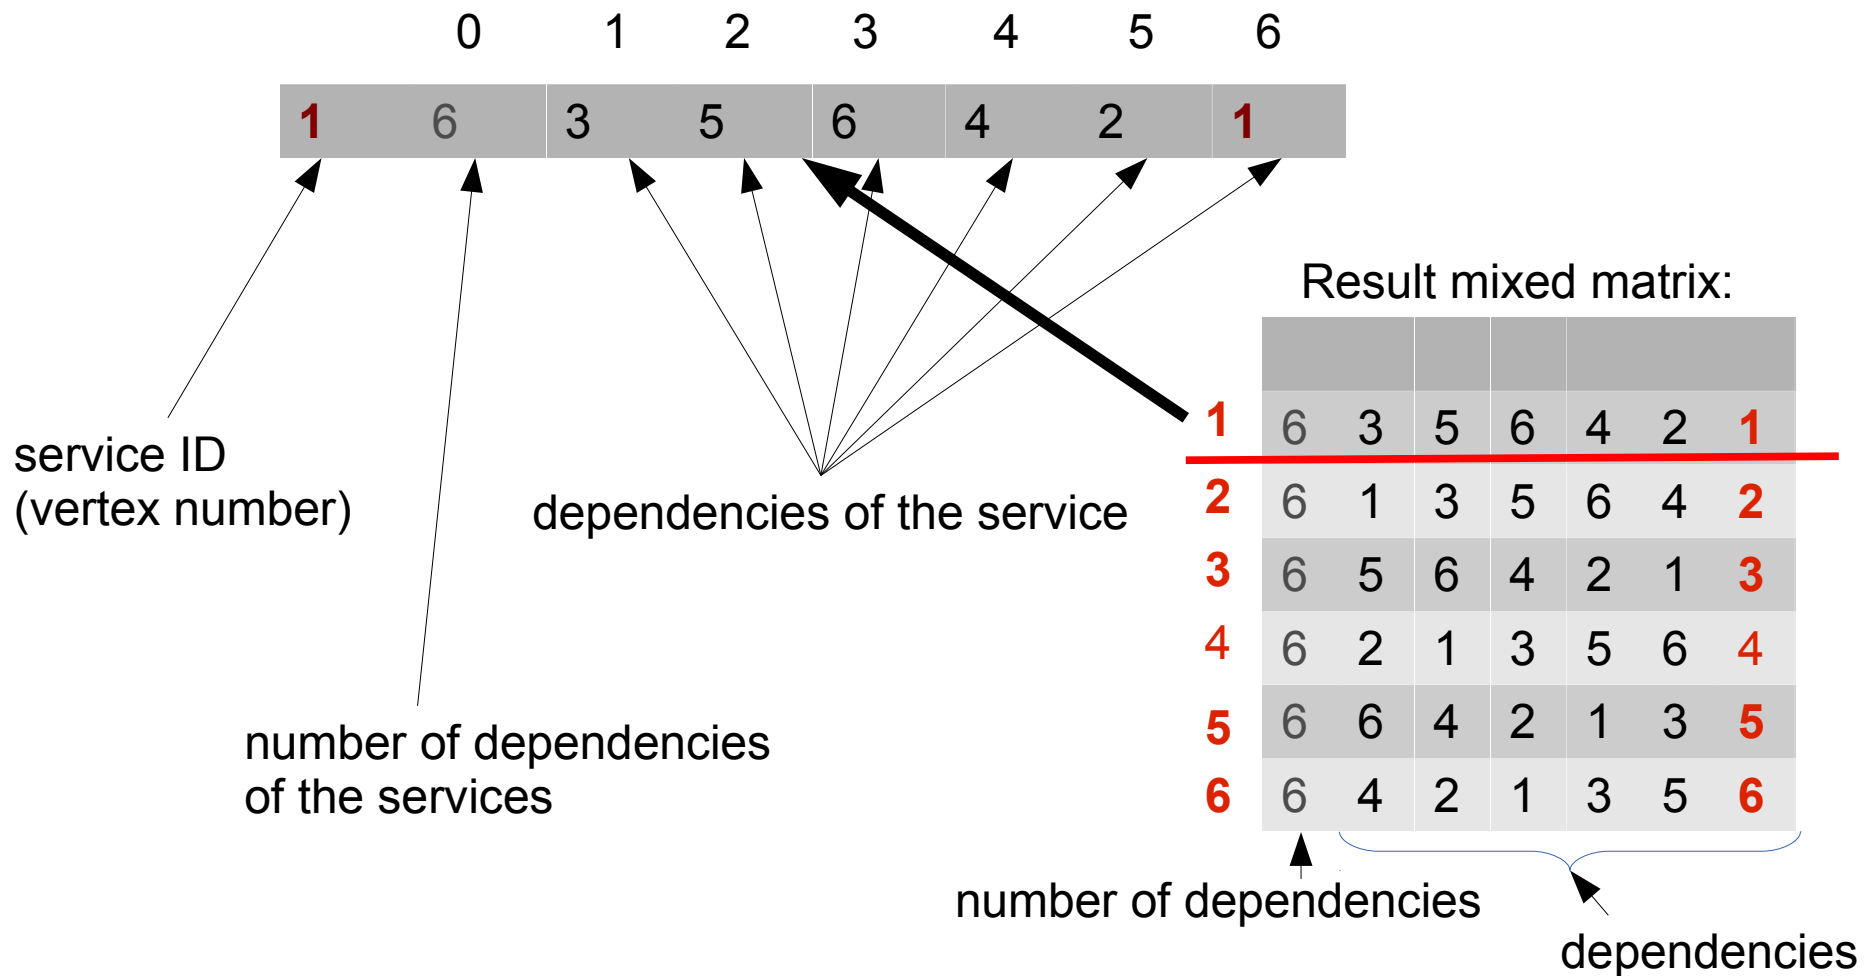 0 1 2 3 4 5 6
1 6 3 5 6 4 2 1
Result mixed matrix:
1 6 3 5 6 4 2 1
service ID
(vertex number)
dependencies of the service
2 6 1 3 5 6 4 2
3 6 5 6 4 2 1 3
4 6 2 1 3 5 6 4
number of dependencies
of the services
5 6 6 4 2 1 3 5
6 6 4 2 1 3 5 6
number of dependencies
dependencies